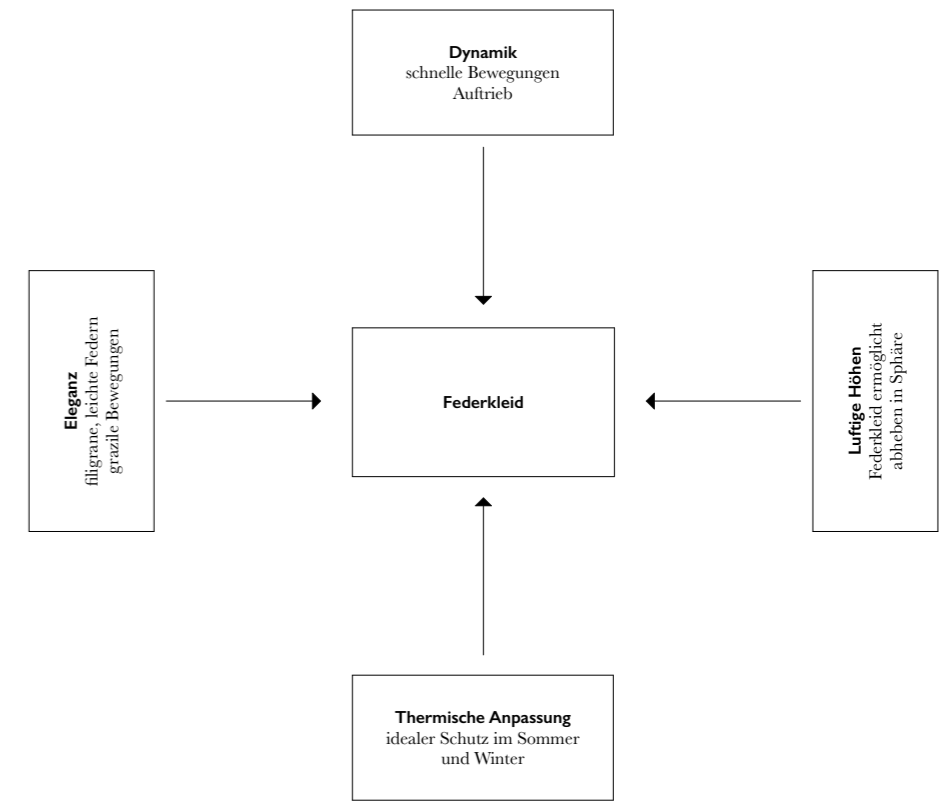 Dynamik
schnelle Bewegungen
Auftrieb
Eleganz
filigrane, leichte Federn
grazile Bewegungen
Federkleid
Luftige Höhen
Federkleid ermöglicht
abheben in Sphäre
Thermische Anpassung
idealer Schutz im Sommer
und Winter